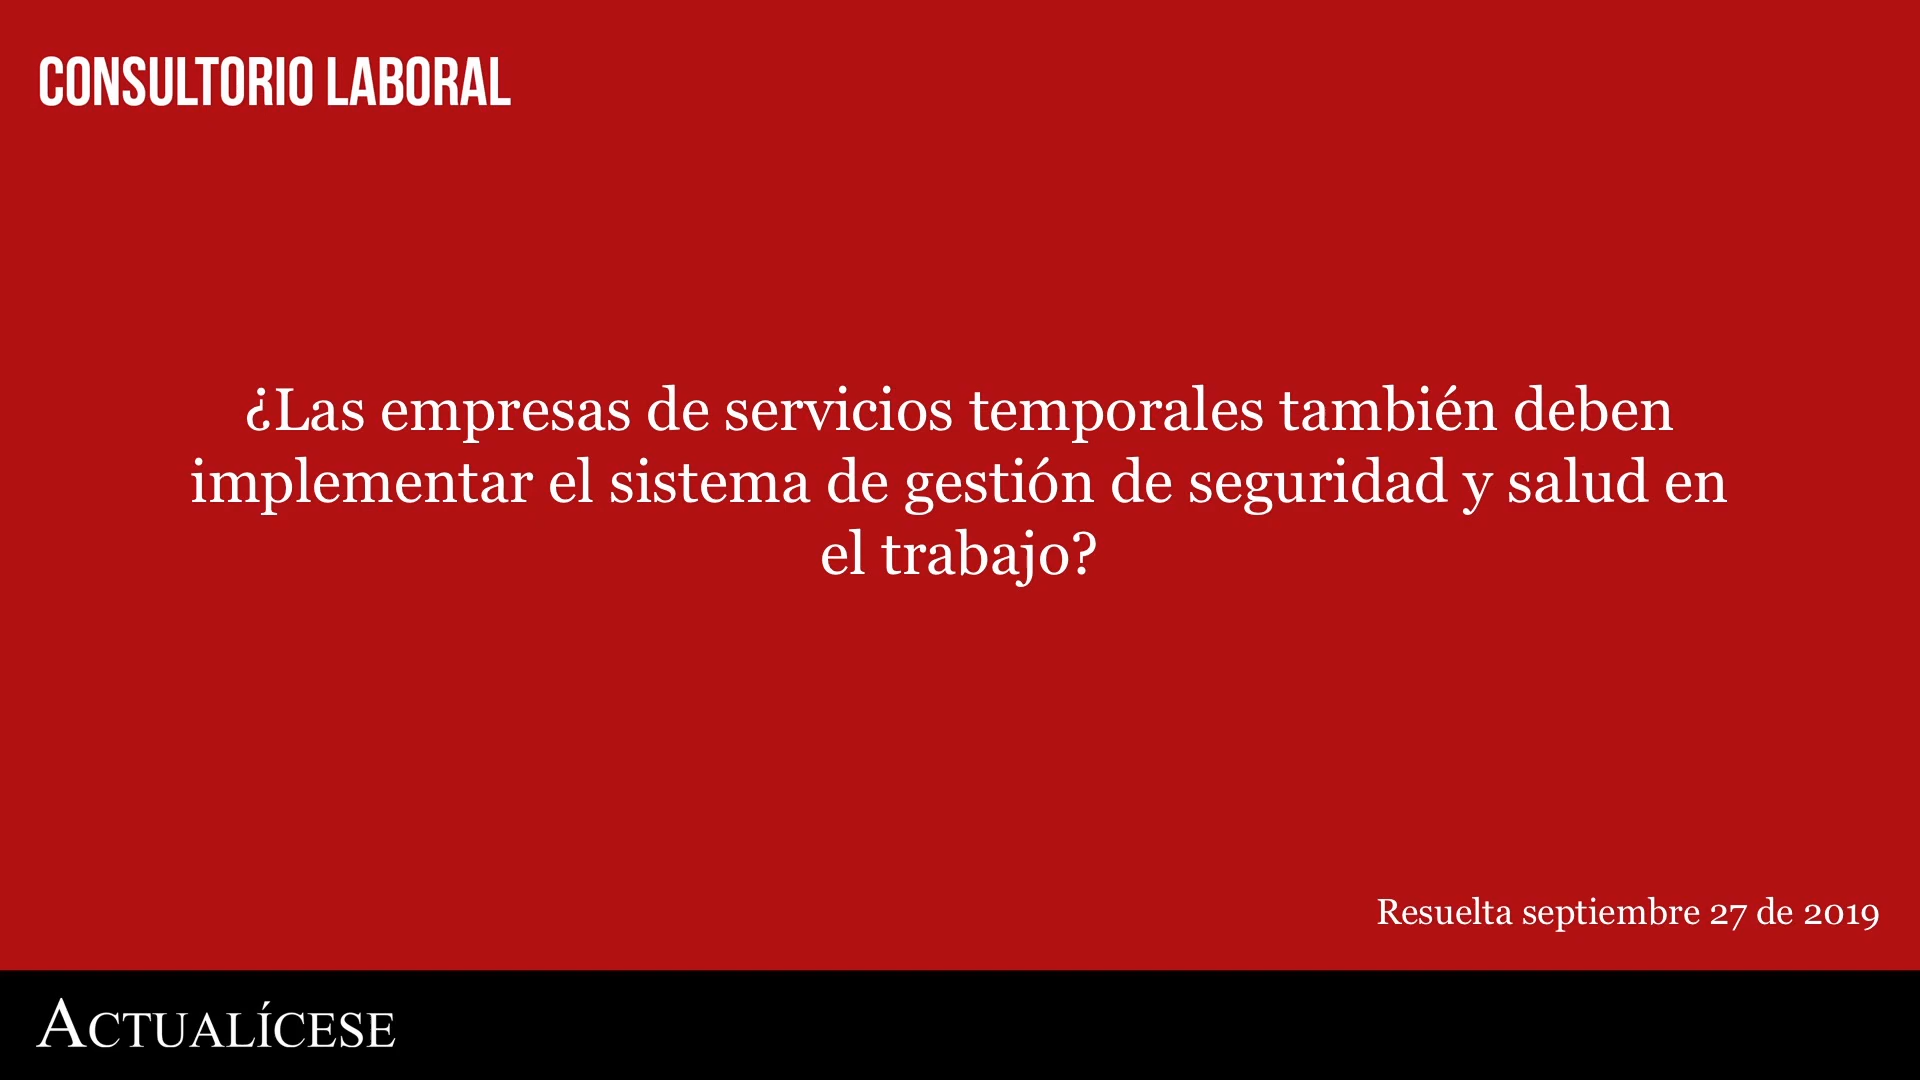 CONSULTORIO LABORAL
¿Las empresas de servicios temporales también deben
implementar el sistema de gestión de seguridad y salud en
el trabajo?
Resuelta septiembre 27 de 2019
ACTUALÍCESE